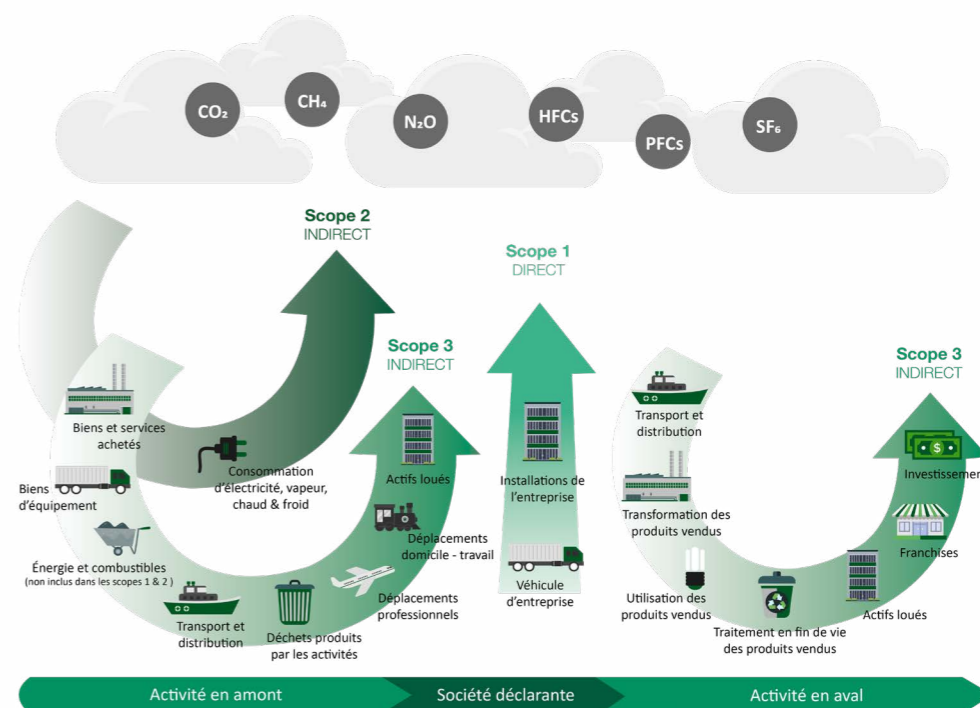 CO₂
CH₄
N₂O
HFCs
PFCs
SF₆
Scope 2
INDIRECT
Scope 1
DIRECT
Scope 3
INDIRECT
Scope 3
INDIRECT
Biens et services
achetés
Biens
d'équipement
Énergie et combustibles
(non inclus dans les scopes 1 & 2 )
Transport et
distribution
Déchets produits
par les activités
Déplacements
professionnels
Déplacements
domicile - travail
Actifs loués
Consommation
d'électricité, vapeur,
chaud & froid
Installations de
l'entreprise
Véhicule
d'entreprise
Transport et
distribution
Transformation des
produits vendus
Utilisation des
produits vendus
Traitement en fin de vie
des produits vendus
Actifs loués
Franchises
Investissemen
Activité en amont
Société déclarante
Activité en aval